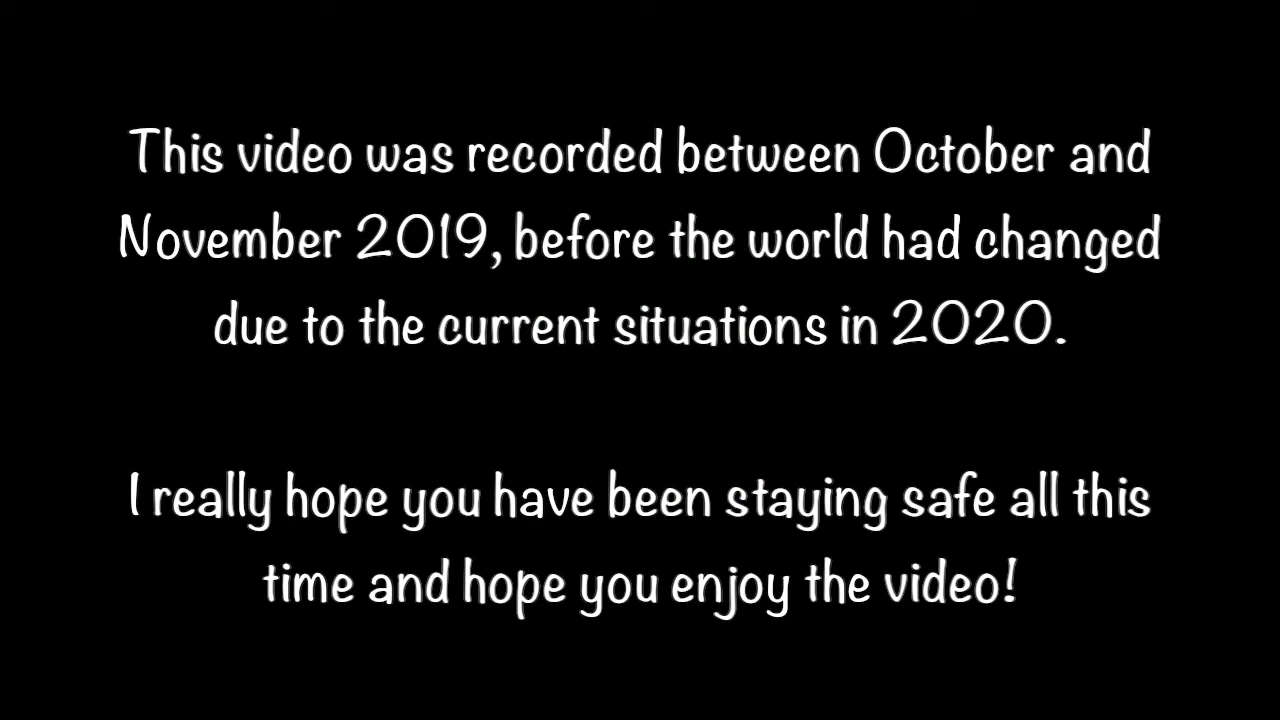 This video was recorded between October and
November 2019, before the world had changed
due to the current situations in 2020.
I really hope you have been staying safe all this
time and hope you enjoy the video!